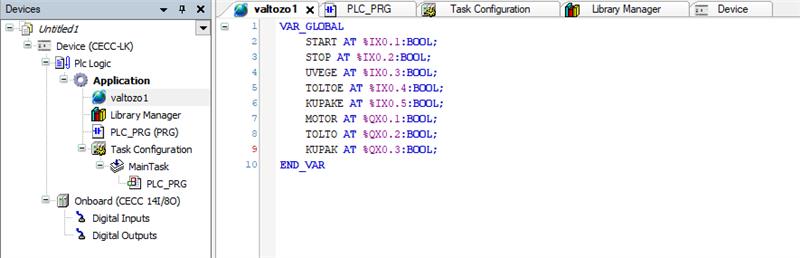 Devices
Untitled1
Device (CECC-LK)
Plc Logic
Application
valtozo1
Library Manager
PLC_PRG (PRG)
Task Configuration
MainTask
PLC_PRG
Onboard (CECC 14I/8O)
Digital Inputs
Digital Outputs
valtozo1 PLC_PRG Task Configuration Library Manager Device
1 VAR_GLOBAL
2 START AT %IX0.1:BOOL;
3 STOP AT %IX0.2:BOOL;
4 UVEGE AT %IX0.3:BOOL;
5 TOLTOE AT %IX0.4:BOOL;
6 KUPAKE AT %IX0.5:BOOL;
7 MOTOR AT %QX0.1:BOOL;
8 TOLTO AT %QX0.2:BOOL;
9 KUPAK AT %QX0.3:BOOL;
10 END_VAR